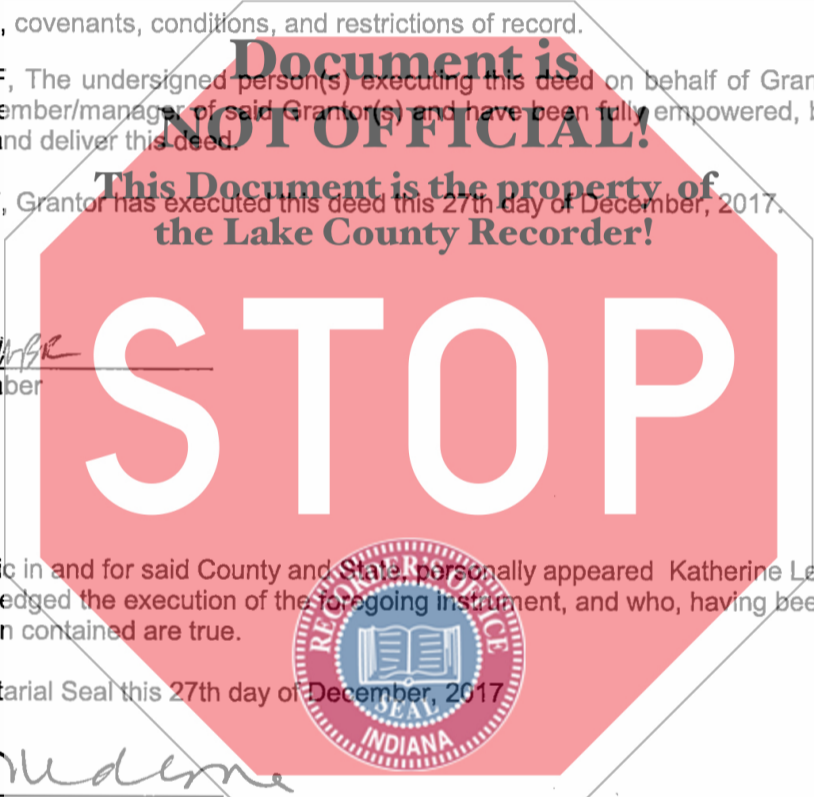 , covenants, conditions, and restrictions of record.
Document is
, The undersigned person(s) executing this deed on behalf of Gran
ember/manager of said Grantor(s) and have been fully empowered, b
NOT OFFICIAL!
nd deliver this deed.
This Document is the property of
, Grantor has executed this deed this 27th day of December, 2017.
the Lake County Recorder!
STOP
ber
c in and for said County and State, personally appeared Katherine Le
edged the execution of the foregoing instrument, and who, having bee
n contained are true.
tarial Seal this 27th day of December, 2017
RECORDER NOTICE
SEAL
INDIANA